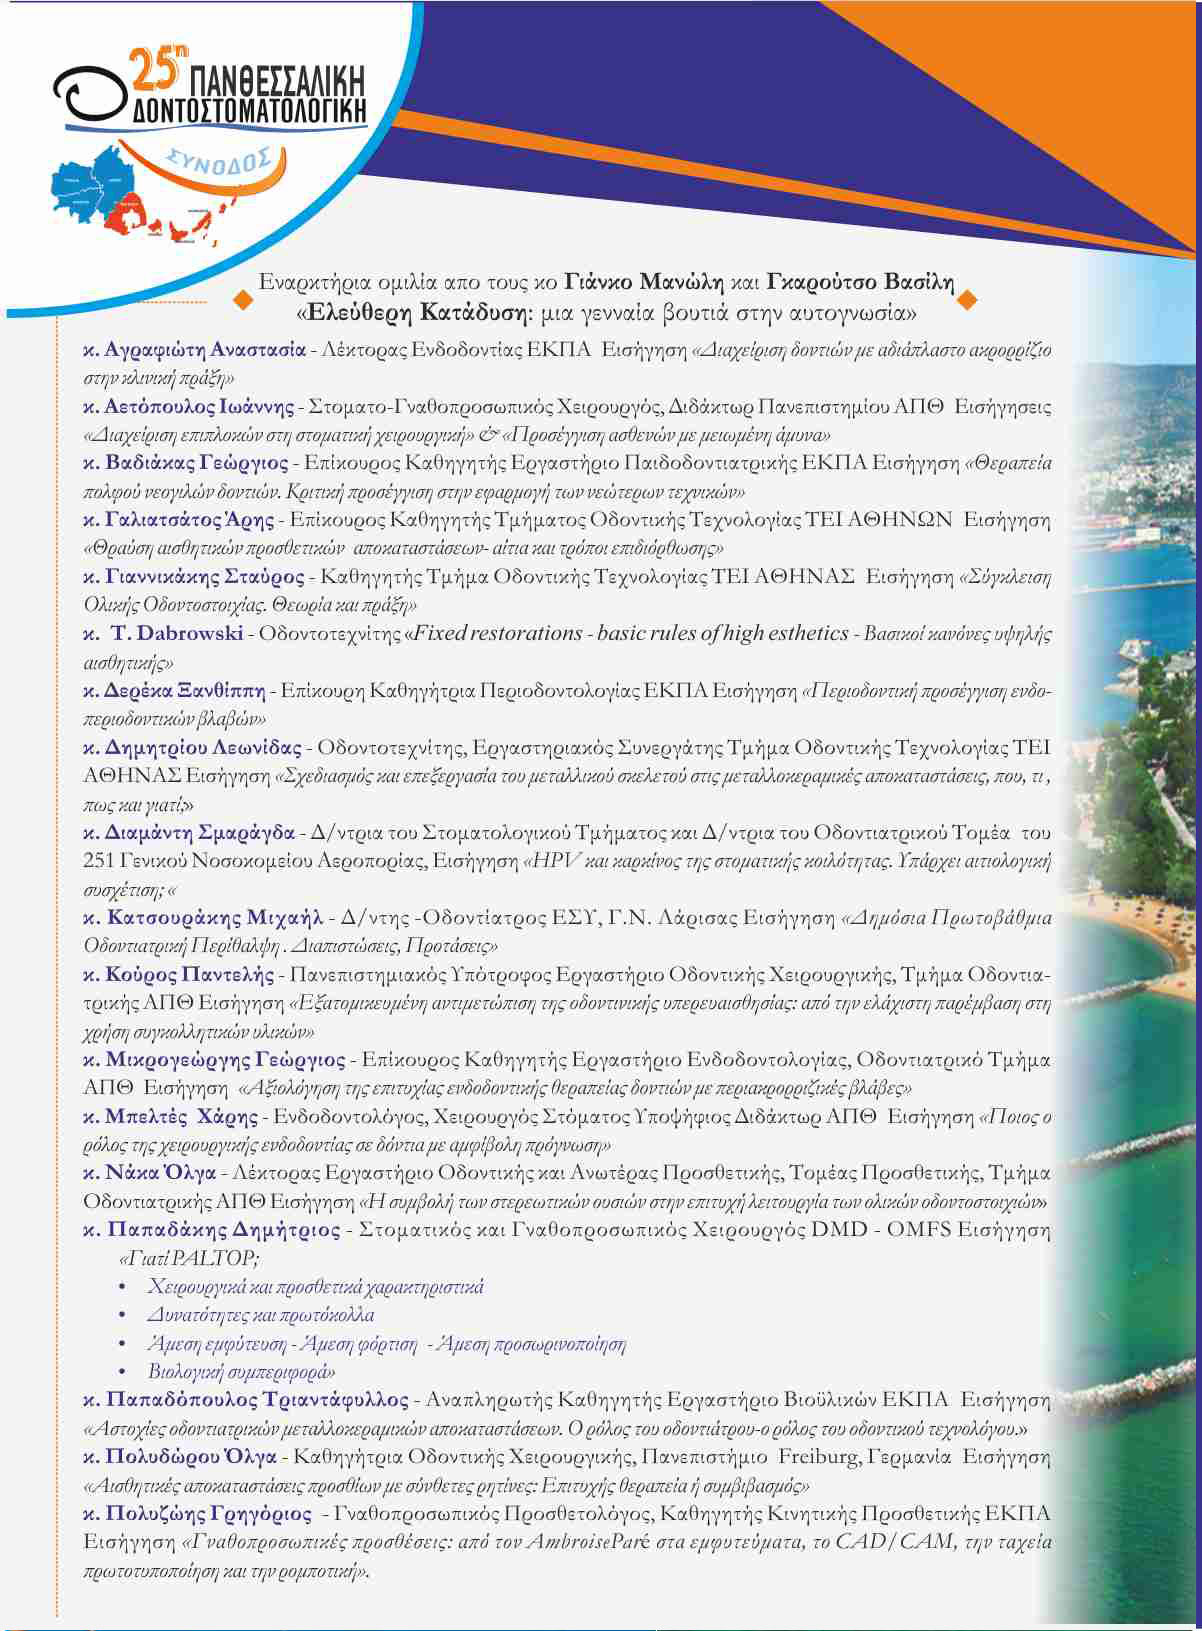 25η ΠΑΝΘΕΣΣΑΛΙΚΗ
ΟΔΟΝΤΟΣΤΟΜΑΤΟΛΟΓΙΚΗ
ΣΥΝΟΔΟΣ
Εναρκτήρια ομιλία απο τους κο Γιάνκο Μανώλη και Γκαρούτσο Βασίλη
«Ελεύθερη Κατάδυση: μια γενναία βουτιά στην αυτογνωσία»
κ. Αγραφιώτη Αναστασία - Λέκτορας Ενδοδοντίας ΕΚΠΑ Εισήγηση «Διαχείριση δοντιών με αδιάπλαστο ακρορρίζιο
στην κλινική πράξη»
κ. Αετόπουλος Ιωάννης - Στοματο-Γναθοπροσωπικός Χειρουργός, Διδάκτωρ Πανεπιστημίου ΑΠΘ Εισήγησεις
«Διαχείριση επιπλοκών στη στοματική χειρουργική» & «Προσέγγιση ασθενών με μειωμένη άμυνα»
κ. Βαδιάκας Γεώργιος - Επίκουρος Καθηγητής Εργαστήριο Παιδοδοντιατρικής ΕΚΠΑ Εισήγηση «Θεραπεία
πολφού νεογιλών δοντιών. Κριτική προσέγγιση στην εφαρμογή των νεώτερων τεχνικών»
κ. Γαλιατσάτος Άρης - Επίκουρος Καθηγητής Τμήματος Οδοντικής Τεχνολογίας ΤΕΙ ΑΘΗΝΩΝ Εισήγηση
«Θραύση αισθητικών προσθετικών αποκαταστάσεων- αίτια και τρόποι επιδιόρθωσης»
κ. Γιαννικάκης Σταύρος - Καθηγητής Τμήμα Οδοντικής Τεχνολογίας ΤΕΙ ΑΘΗΝΑΣ Εισήγηση «Σύγκλειση
Ολικής Οδοντοστοιχίας. Θεωρία και πράξη»
κ. T. Dabrowski - Οδοντοτεχνίτης «Fixed restorations - basic rules of high esthetics - Βασικοί κανόνες υψηλής
αισθητικής»
κ. Δερέκα Ξανθίππη - Επίκουρη Καθηγήτρια Περιοδοντολογίας ΕΚΠΑ Εισήγηση «Περιοδοντική προσέγγιση ενδο-
περιοδοντικών βλαβών»
κ. Δημητρίου Λεωνίδας - Οδοντοτεχνίτης, Εργαστηριακός Συνεργάτης Τμήμα Οδοντικής Τεχνολογίας ΤΕΙ
ΑΘΗΝΑΣ Εισήγηση «Σχεδιασμός και επεξεργασία του μεταλλικού σκελετού στις μεταλλοκεραμικές αποκαταστάσεις, που, τι ,
πως και γιατί;»
κ. Διαμάντη Σμαράγδα - Δ/ντρια του Στοματολογικού Τμήματος και Δ/ντρια του Οδοντιατρικού Τομέα του
251 Γενικού Νοσοκομείου Αεροπορίας, Εισήγηση «HPV και καρκίνος της στοματικής κοιλότητας. Υπάρχει αιτιολογική
συσχέτιση; «
κ. Κατσουράκης Μιχαήλ - Δ/ντης -Οδοντίατρος ΕΣΥ, Γ.Ν. Λάρισας Εισήγηση «Δημόσια Πρωτοβάθμια
Οδοντιατρική Περίθαλψη . Διαπιστώσεις, Προτάσεις»
κ. Κούρος Παντελής - Πανεπιστημιακός Υπότροφος Εργαστήριο Οδοντικής Χειρουργικής, Τμήμα Οδοντια-
τρικής ΑΠΘ Εισήγηση «Εξατομικευμένη αντιμετώπιση της οδοντινικής υπερευαισθησίας: από την ελάχιστη παρέμβαση στη
χρήση συγκολλητικών υλικών»
κ. Μικρογεώργης Γεώργιος - Επίκουρος Καθηγητής Εργαστήριο Ενδοδοντολογίας, Οδοντιατρικό Τμήμα
ΑΠΘ Εισήγηση «Αξιολόγηση της επιτυχίας ενδοδοντικής θεραπείας δοντιών με περιακρορριζικές βλάβες»
κ. Μπελτές Χάρης - Ενδοδοντολόγος, Χειρουργός Στόματος Υποψήφιος Διδάκτωρ ΑΠΘ Εισήγηση «Ποιος ο
ρόλος της χειρουργικής ενδοδοντίας σε δόντια με αμφίβολη πρόγνωση»
κ. Νάκα Όλγα - Λέκτορας Εργαστήριο Οδοντικής και Ανωτέρας Προσθετικής, Τομέας Προσθετικής, Τμήμα
Οδοντιατρικής ΑΠΘ Εισήγηση «Η συμβολή των στερεωτικών ουσιών στην επιτυχή λειτουργία των ολικών οδοντοστοιχιών»
κ. Παπαδάκης Δημήτριος - Στοματικός και Γναθοπροσωπικός Χειρουργός DMD - OMFS Εισήγηση
«Γιατί PALTOP;
• Χειρουργικά και προσθετικά χαρακτηριστικά
• Δυνατότητες και πρωτόκολλα
• Άμεση εμφύτευση - Άμεση φόρτιση - Άμεση προσωρινοποίηση
• Βιολογική συμπεριφορά»
κ. Παπαδόπουλος Τριαντάφυλλος - Αναπληρωτής Καθηγητής Εργαστήριο Βιοϋλικών ΕΚΠΑ Εισήγηση
«Αστοχίες οδοντιατρικών μεταλλοκεραμικών αποκαταστάσεων. Ο ρόλος του οδοντιάτρου-ο ρόλος του οδοντικού τεχνολόγου.»
κ. Πολυδώρου Όλγα - Καθηγήτρια Οδοντικής Χειρουργικής, Πανεπιστήμιο Freiburg, Γερμανία Εισήγηση
«Αισθητικές αποκαταστάσεις προσθίων με σύνθετες ρητίνες: Επιτυχής θεραπεία ή συμβιβασμός»
κ. Πολυζώης Γρηγόριος - Γναθοπροσωπικός Προσθετολόγος, Καθηγητής Κινητικής Προσθετικής ΕΚΠΑ
Εισήγηση «Γναθοπροσωπικές προσθέσεις: από τον AmbroiseParé στα εμφυτεύματα, το CAD/CAM, την ταχεία
πρωτοτυποποίηση και την ρομποτική».